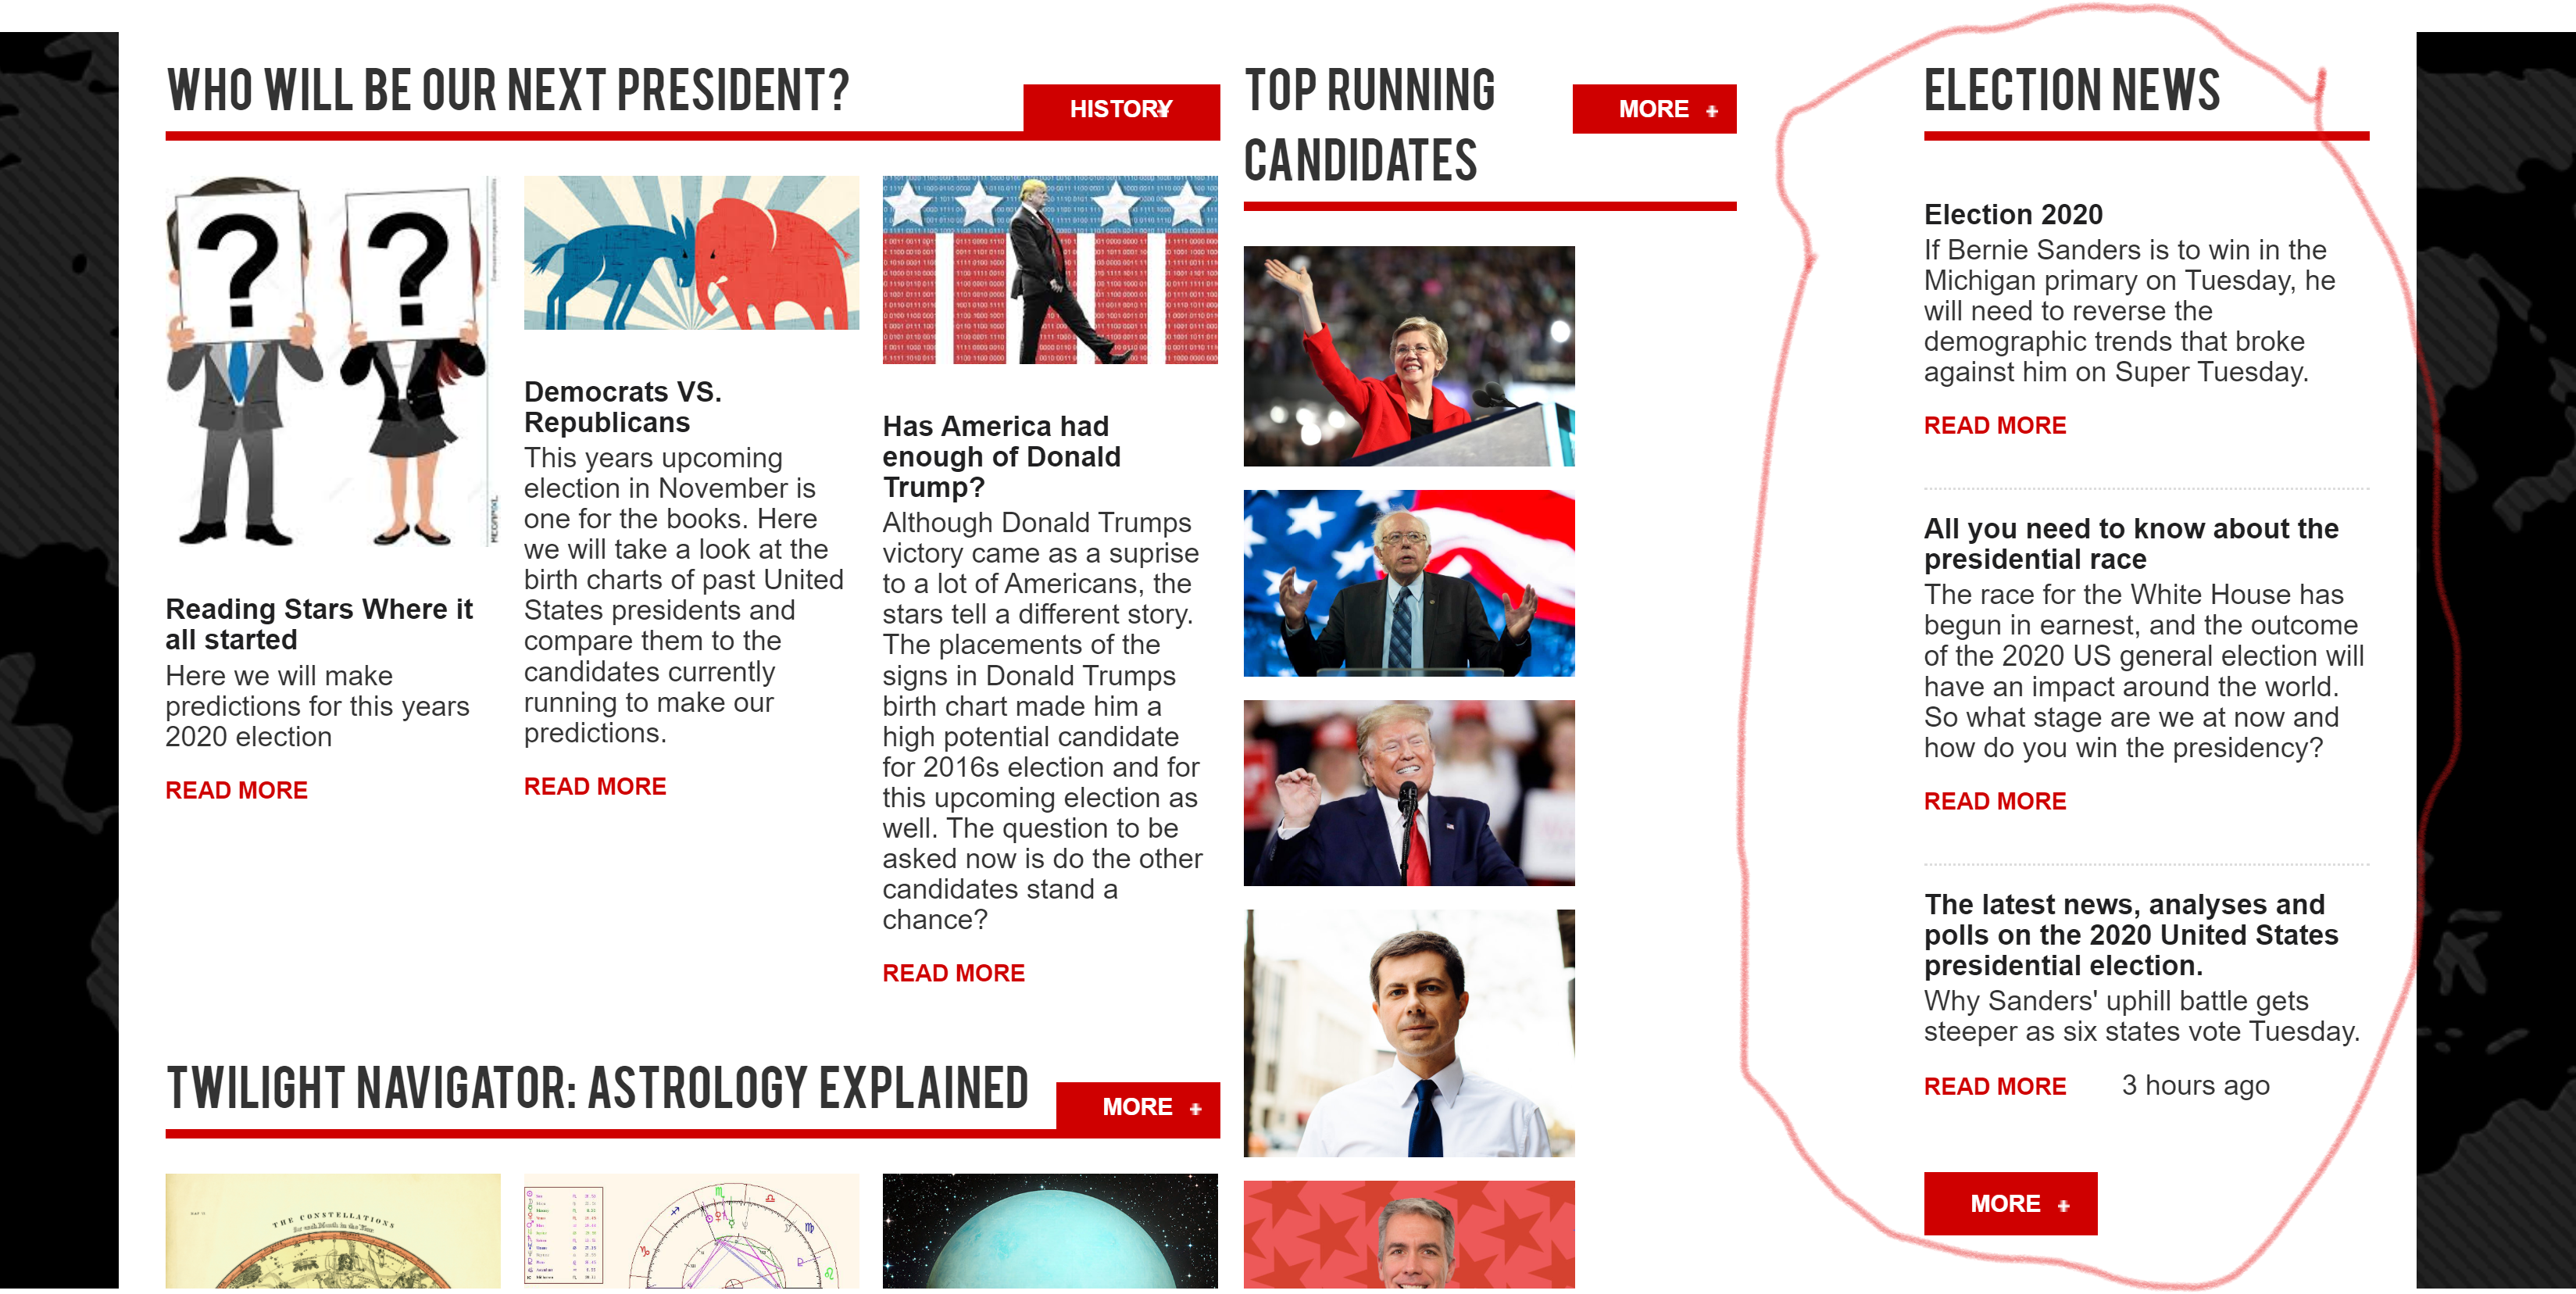 WHO WILL BE OUR NEXT PRESIDENT?
HISTORY
Reading Stars Where it
all started
Here we will make
predictions for this years
2020 election
READ MORE
Democrats VS.
Republicans
This years upcoming
election in November is
one for the books. Here
we will take a look at the
birth charts of past United
States presidents and
compare them to the
candidates currently
running to make our
predictions.
READ MORE
Has America had
enough of Donald
Trump?
Although Donald Trumps
victory came as a suprise
to a lot of Americans, the
stars tell a different story.
The placements of the
signs in Donald Trumps
birth chart made him a
high potential candidate
for 2016s election and for
this upcoming election as
well. The question to be
asked now is do the other
candidates stand a
chance?
READ MORE
TWILIGHT NAVIGATOR: ASTROLOGY EXPLAINED
MORE +
THE CONSTELLATIONS
for each Month in the Year
TOP RUNNING
CANDIDATES
MORE +
ELECTION NEWS
Election 2020
If Bernie Sanders is to win in the
Michigan primary on Tuesday, he
will need to reverse the
demographic trends that broke
against him on Super Tuesday.
READ MORE
All you need to know about the
presidential race
The race for the White House has
begun in earnest, and the outcome
of the 2020 US general election will
have an impact around the world.
So what stage are we at now and
how do you win the presidency?
READ MORE
The latest news, analyses and
polls on the 2020 United States
presidential election.
Why Sanders' uphill battle gets
steeper as six states vote Tuesday.
READ MORE 3 hours ago
MORE +